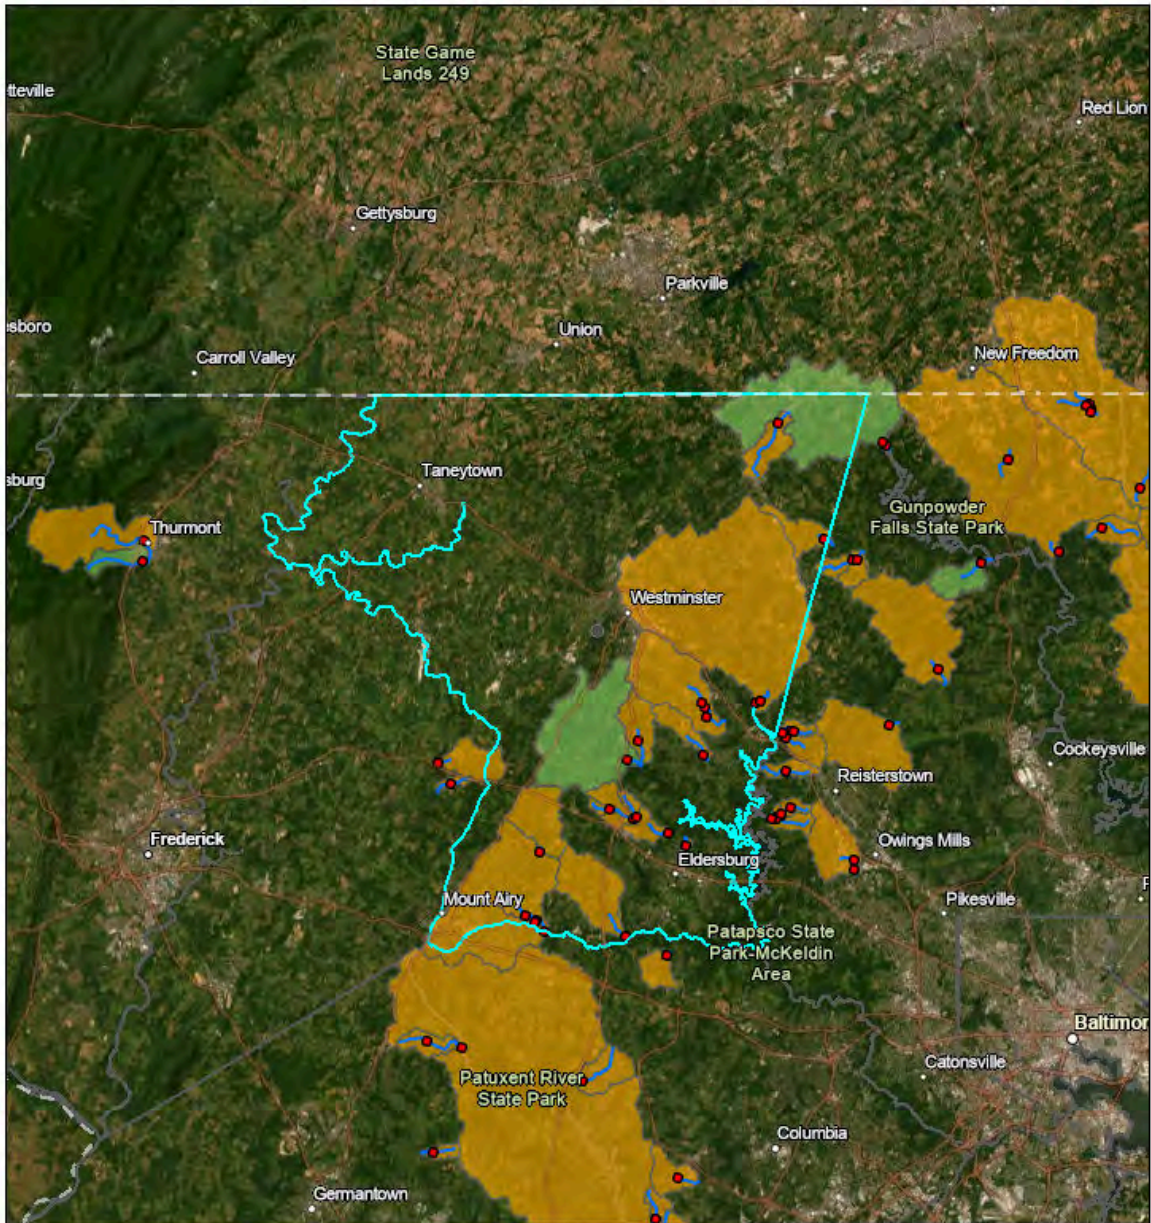 State Game
Lands 249
tteville
Red Lion
Gettysburg
Parkville
sboro
Union
Carroll Valley
New Freedom
Taneytown
sburg
Thurmont
Gunpowder
Falls State Park
Westminster
Cockeysville
Reisterstown
Frederick
Owings Mills
Eldersburg
Mount Airy
Pikesville
Patapsco State
Park-McKeldin
Area
Baltimor
Catonsville
Patuxent River
State Park
Columbia
Germantown